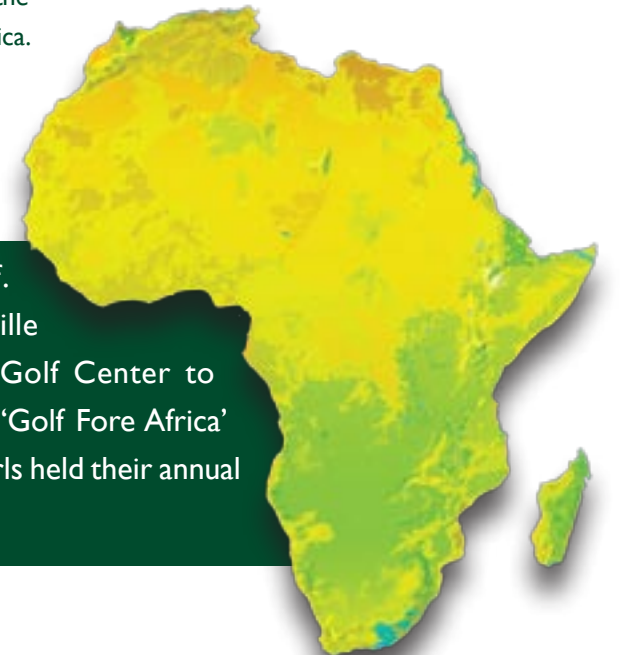 the
ica.
f.
ille
Golf Center to
‘Golf Fore Africa’
rls held their annual